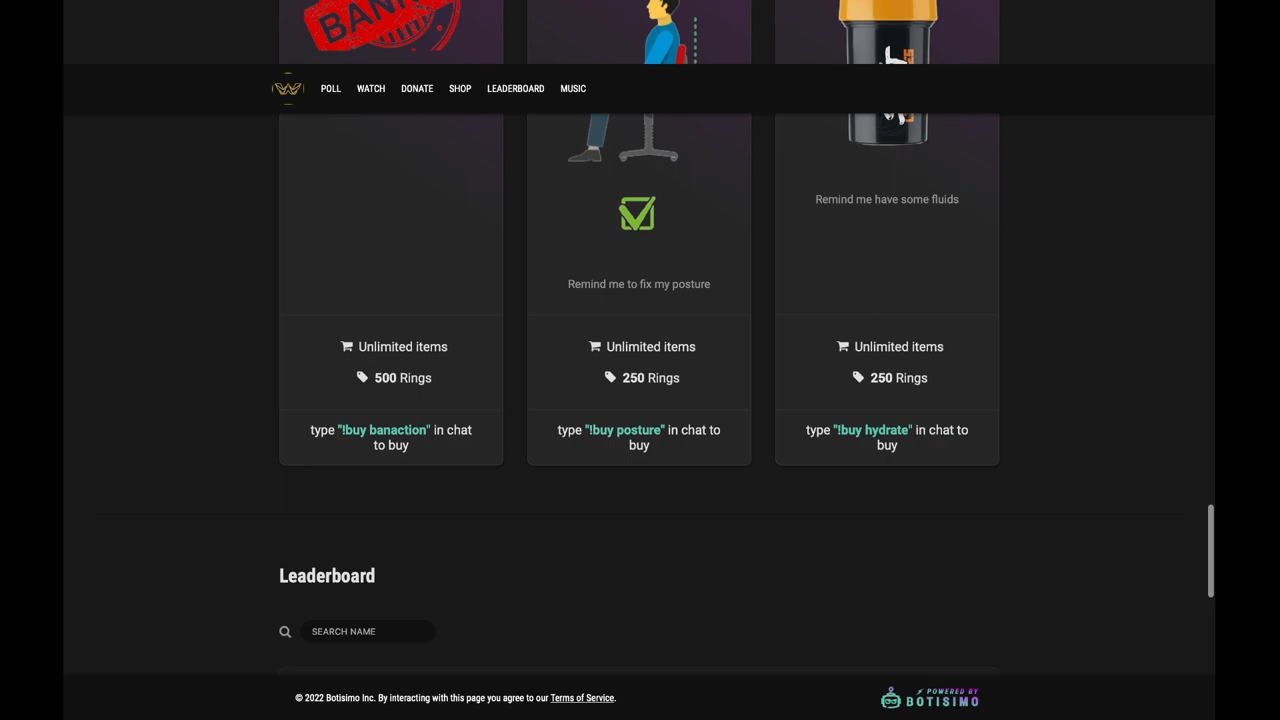 POLL WATCH DONATE SHOP LEADERBOARD MUSIC
Remind me have some fluids
Remind me to fix my posture
Unlimited items
500 Rings
type "!buy banaction" in chat
to buy
Unlimited items
250 Rings
type "!buy posture" in chat to
buy
Unlimited items
250 Rings
type "!buy hydrate" in chat to
buy
Leaderboard
SEARCH NAME
© 2022 Botisimo Inc. By interacting with this page you agree to our Terms of Service.
POWERED BY
BOTISIMO